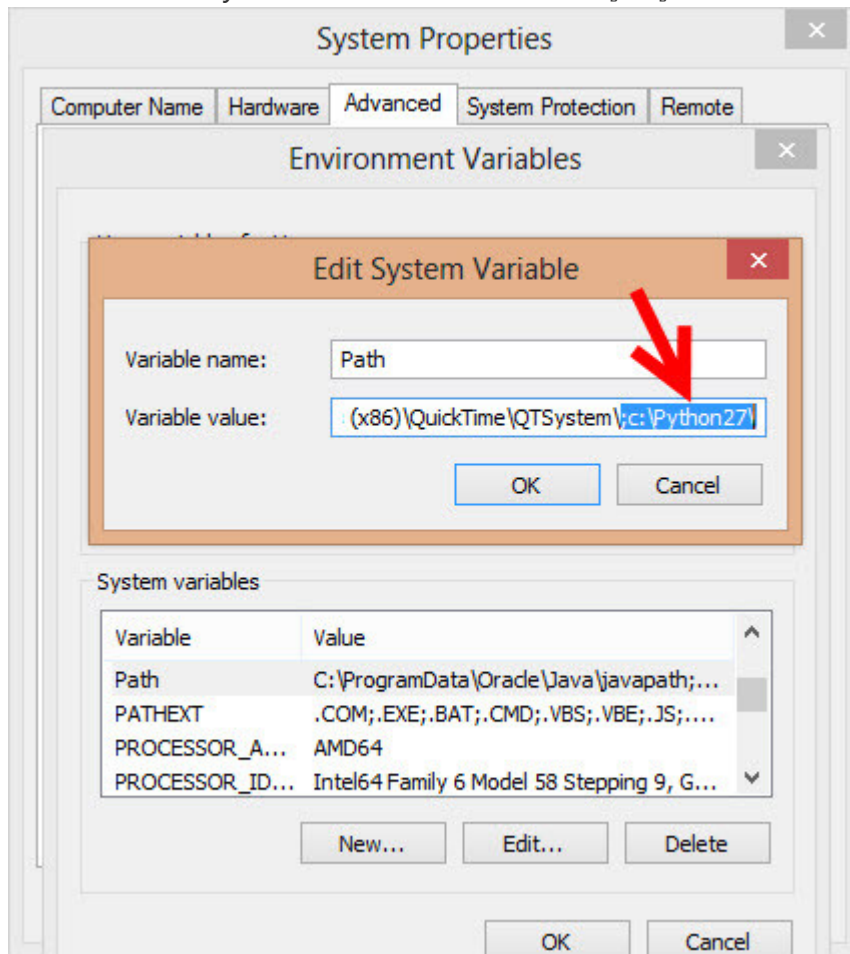 System Properties
Computer Name Hardware Advanced System Protection Remote
Environment Variables
Edit System Variable
Variable name: Path
Variable value: (x86)\QuickTime\QTSystem\;c:\Python27\
OK Cancel
System variables
Variable Value
Path C:\ProgramData\Oracle\Java\javapath;...
PATHEXT .COM;.EXE;.BAT;.CMD;.VBS;.VBE;.JS;....
PROCESSOR_A... AMD64
PROCESSOR_ID... Intel64 Family 6 Model 58 Stepping 9, G...
New... Edit... Delete
OK Cancel